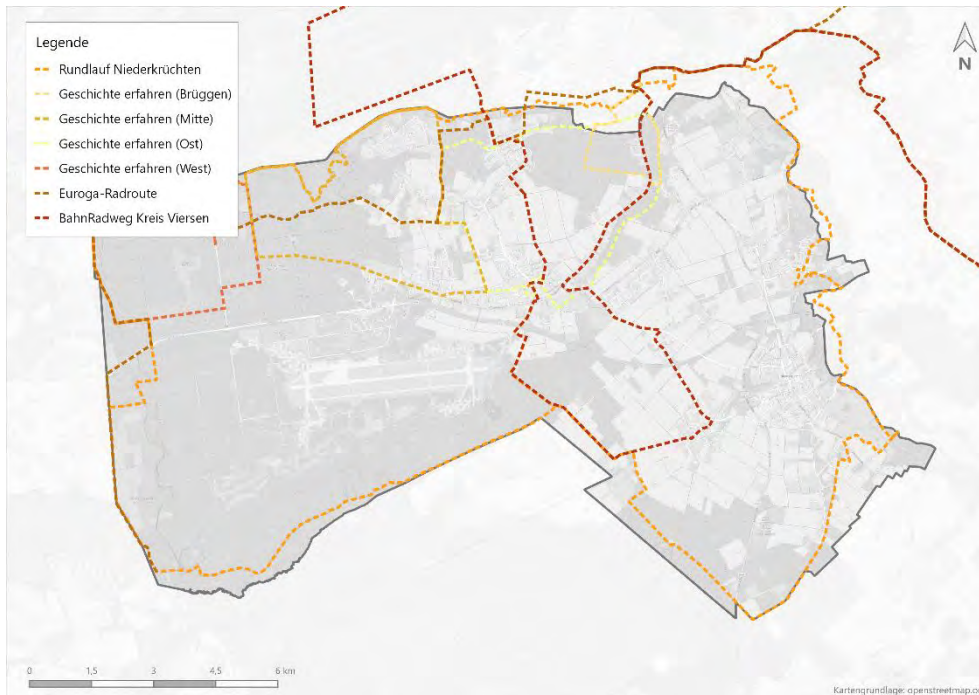 Legende
Rundlauf Niederkrüchten
Geschichte erfahren (Brüggen)
Geschichte erfahren (Mitte)
Geschichte erfahren (Ost)
Geschichte erfahren (West)
Euroga-Radroute
BahnRadweg Kreis Viersen
N
0 1,5 3 4,5 6 km
Kartengrundlage: openstreetmap.co